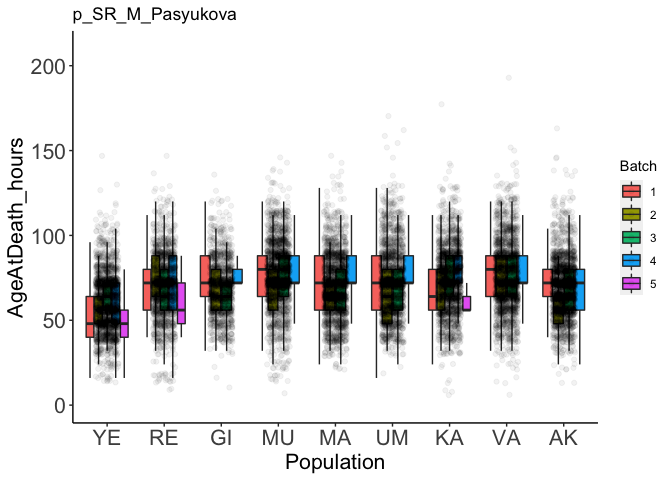 p_SR_M_Pasyukova
AgeAtDeath_hours
200
150
100
50
0
YE RE GI MU MA UM KA VA AK
Population
Batch
1
2
3
4
5